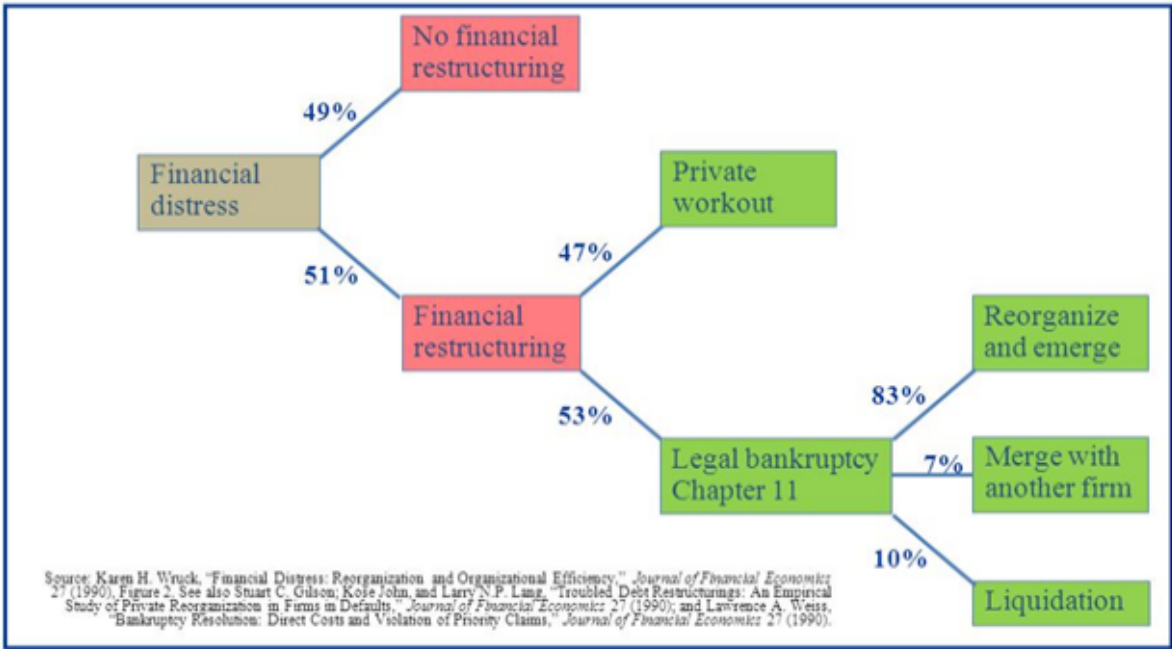 No financial
restructuring
49%
Financial
distress
Private
workout
51%
47%
Financial
restructuring
Reorganize
and emerge
53%
83%
Legal bankruptcy
Chapter 11
7%
Merge with
another firm
10%
Liquidation
Source: Karen H. Wruck, "Financial Distress: Reorganization and Organizational Efficiency," Journal of Financial Economics
27 (1990), Figure 2. See also Stuart C. Gilson; Kose John, and Larry N.P. Lang, "Troubled Debt Restructurings: An Empirical
Study of Private Reorganization in Firms in Defaults," Journal of Financial Economics 27 (1990); and Lawrence A. Weiss,
"Bankruptcy Resolution: Direct Costs and Violation of Priority Claims," Journal of Financial Economics 27 (1990).